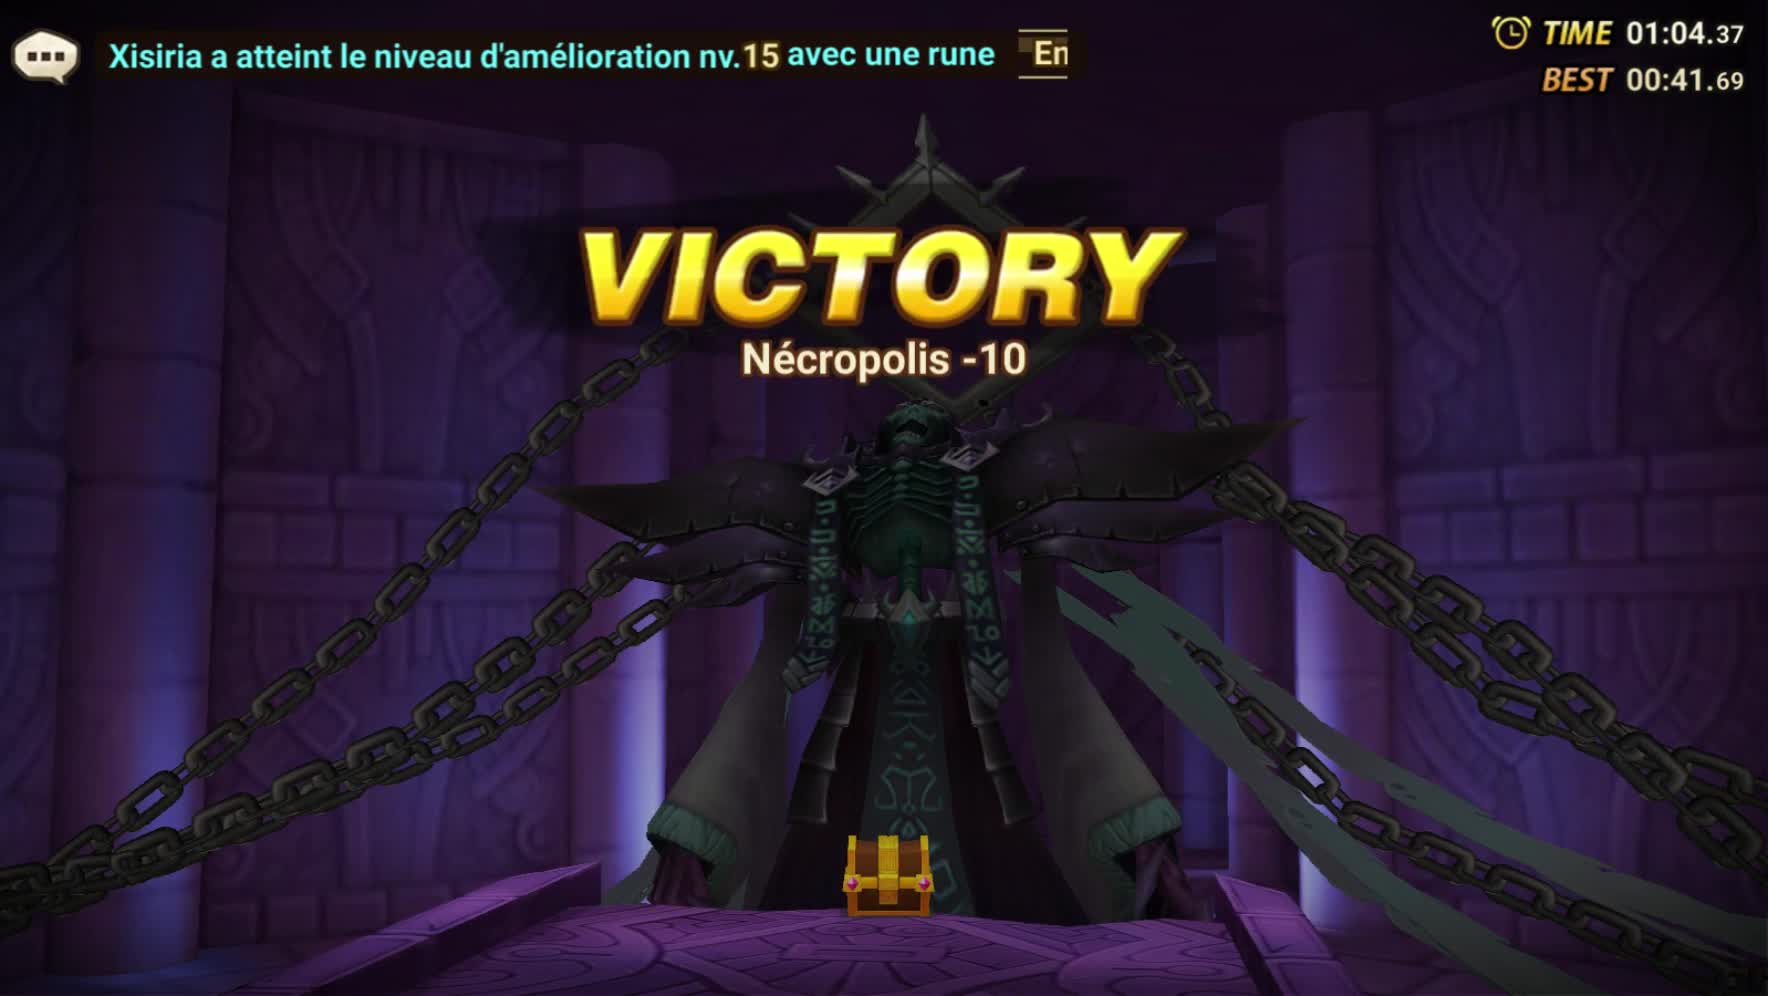 Xisiria a atteint le niveau d'amélioration nv.15 avec une rune En
TIME 01:04.37
BEST 00:41.69
VICTORY
Nécropolis -10